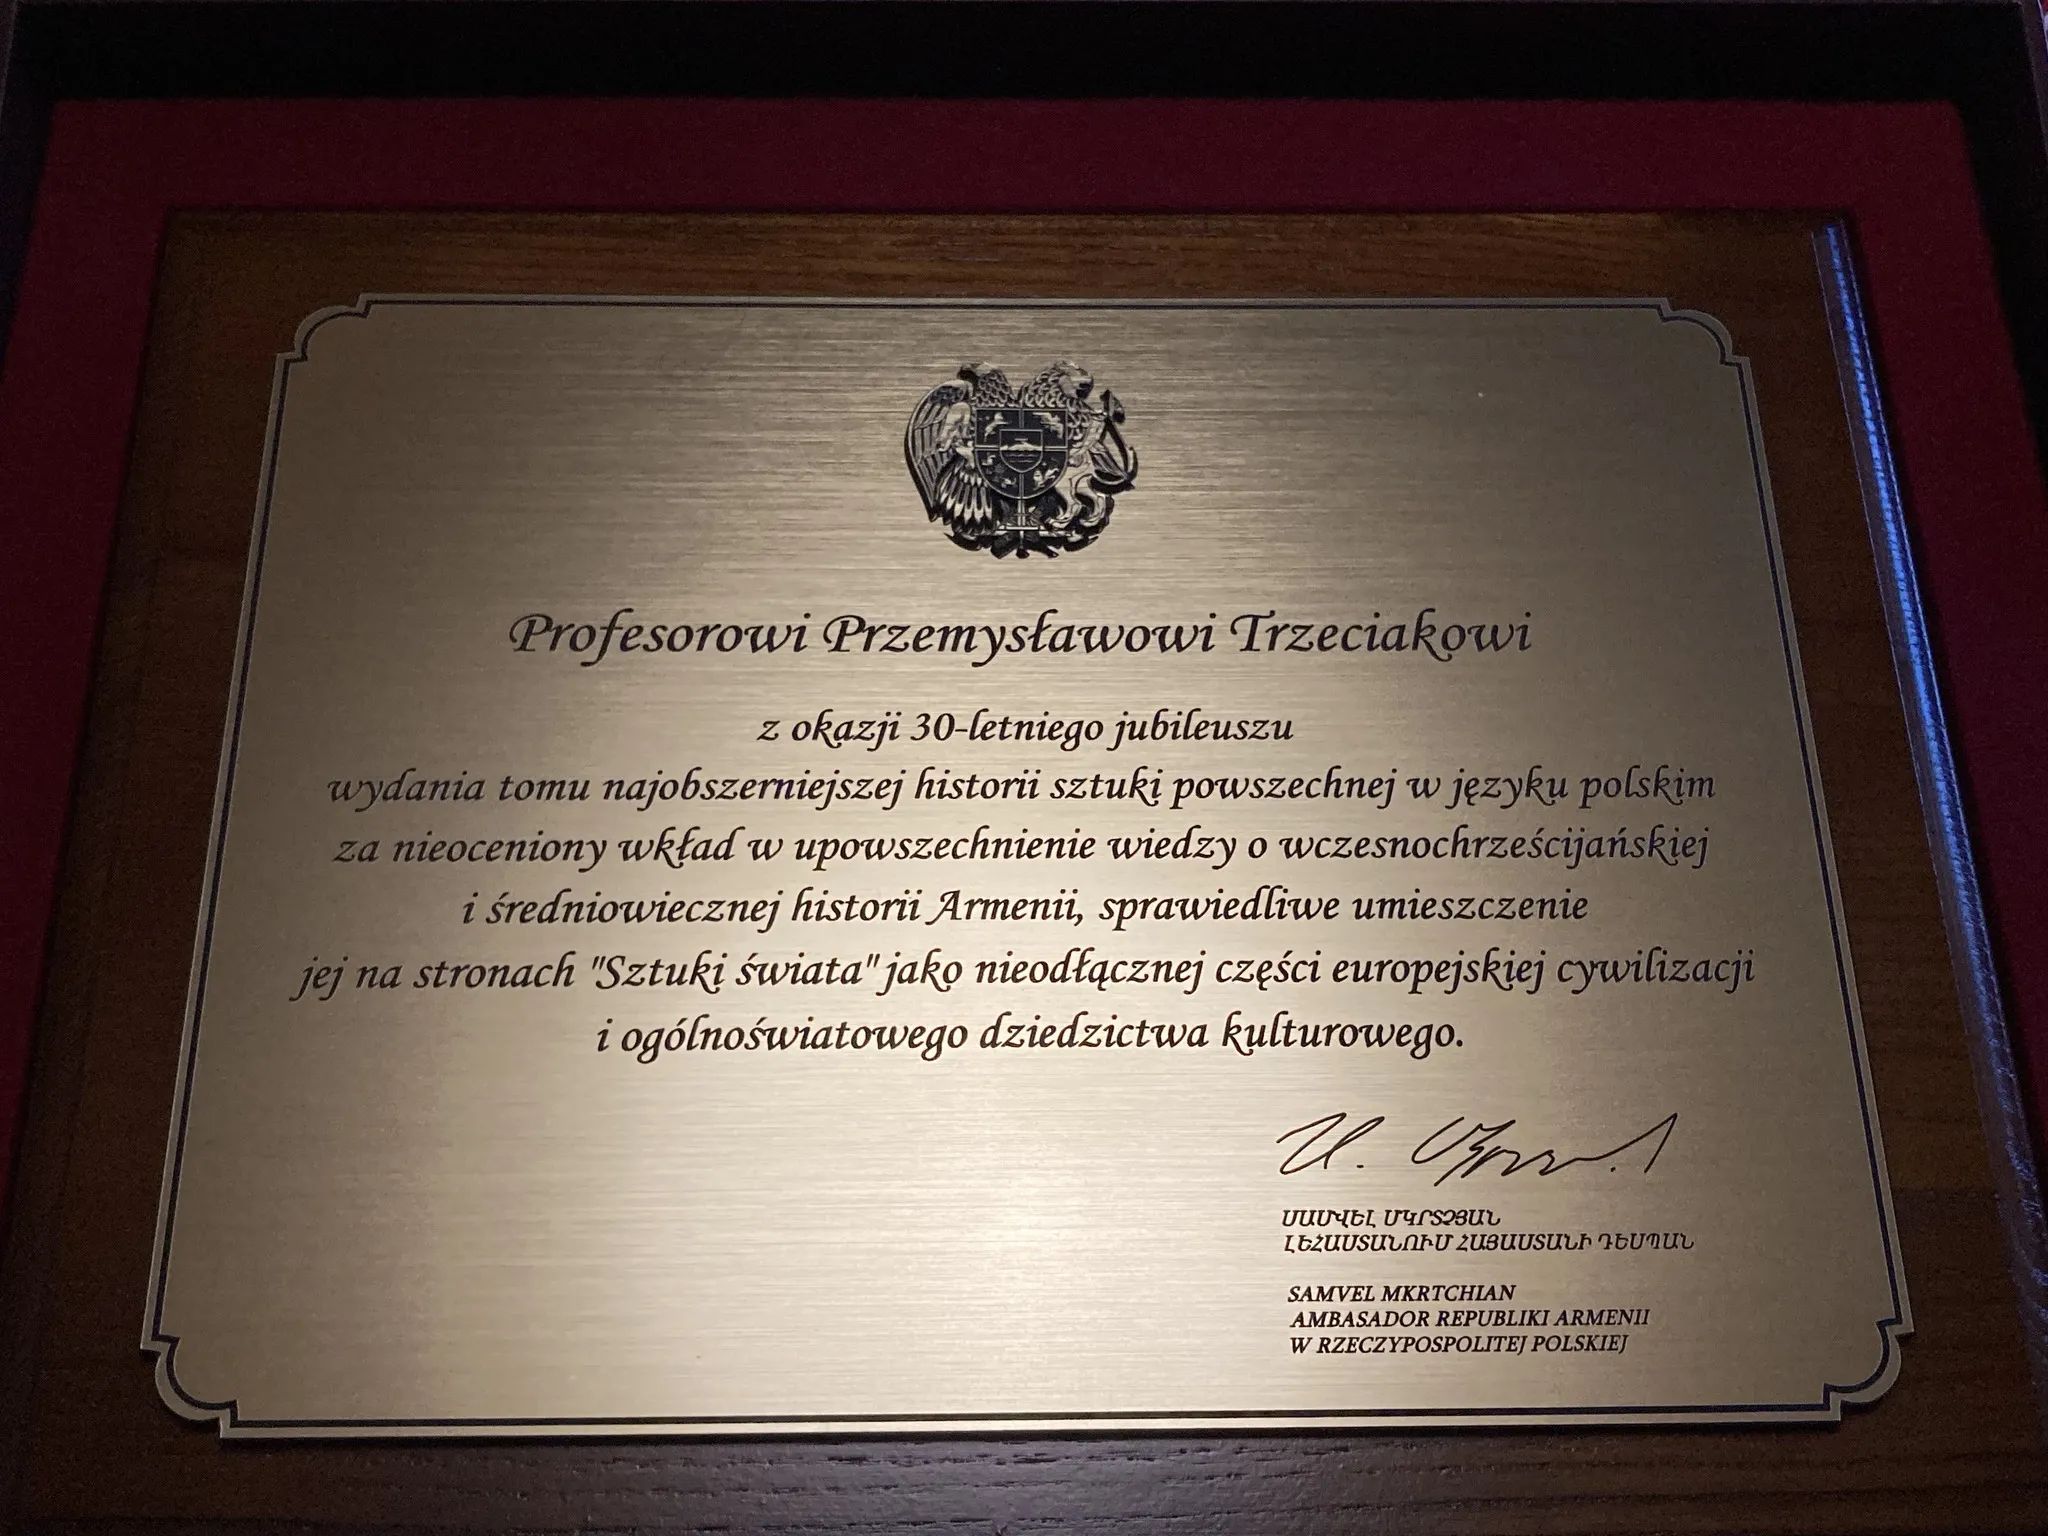 Profesorowi Przemysławowi Trzeciakowi
z okazji 30-letniego jubileuszu
wydania tomu najobszerniejszej historii sztuki powszechnej w języku polskim
za nieoceniony wkład w upowszechnienie wiedzy o wczesnochrześcijańskiej
i średniowiecznej historii Armenii, sprawiedliwe umieszczenie
jej na stronach "Sztuki świata" jako nieodłącznej części europejskiej cywilizacji
i ogólnoświatowego dziedzictwa kulturowego.
ՍԱՄՎԵԼ ՄԿՐՏՉՅԱՆ
ԼԵՀԱՍՏԱՆՈՒՄ ՀԱՅԱՍՏԱՆԻ ԴԵՍՊԱՆ
SAMVEL MKRTCHIAN
AMBASADOR REPUBLIKI ARMENII
W RZECZYPOSPOLITEJ POLSKIEJ